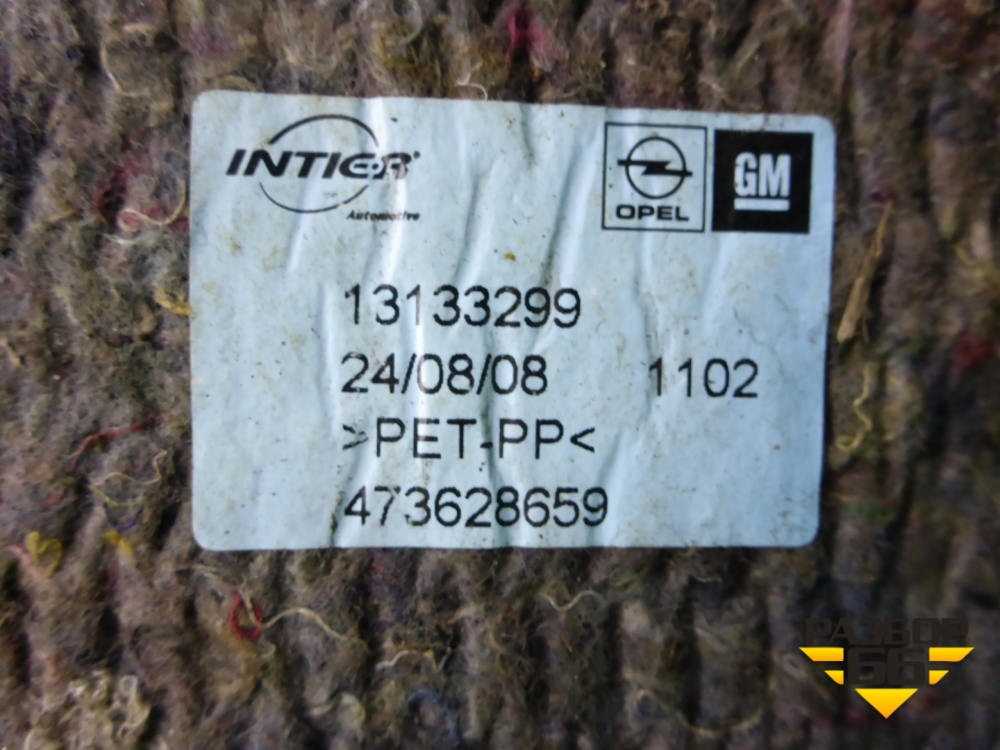 INTIER
Automotive
OPEL
GM
13133299
24/08/08 1102
>PET-PP<
473628659
РАЗБОР
66